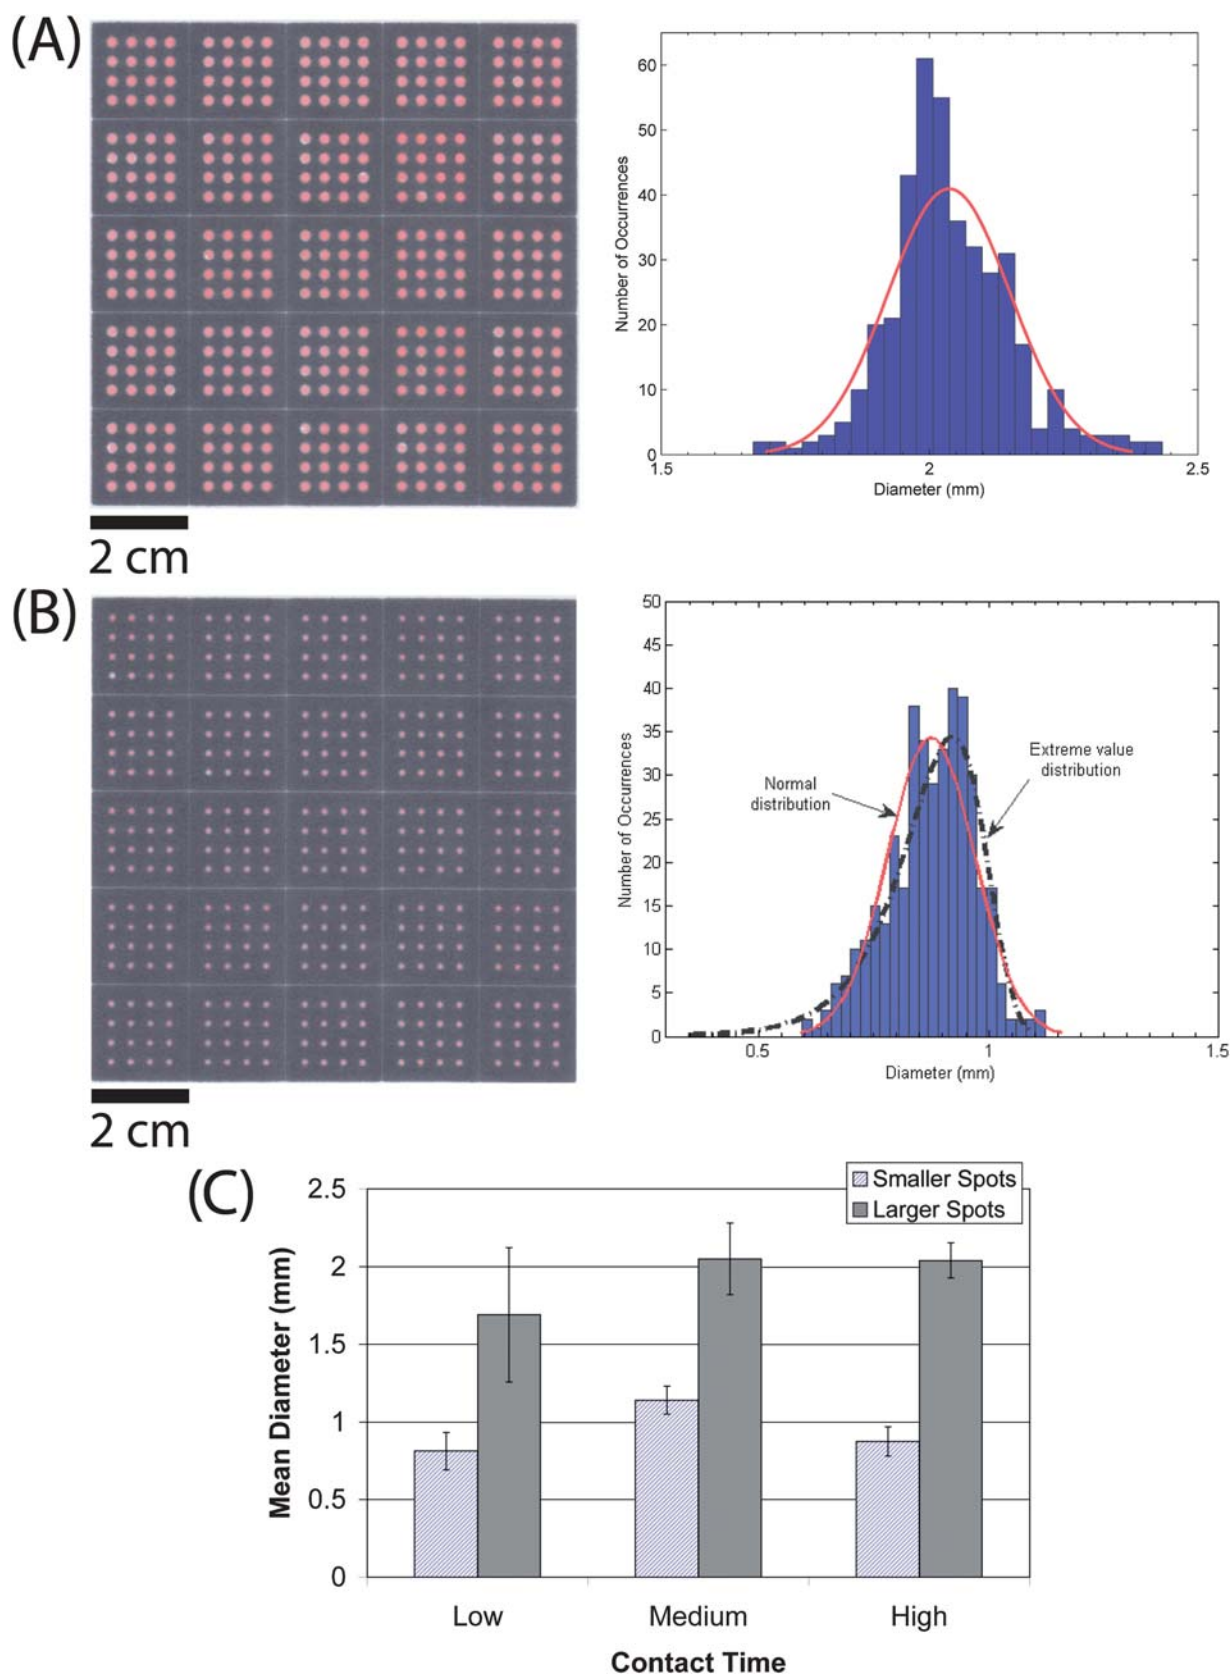 (A)
2 cm
Number of Occurrences
60
50
40
30
20
10
0
1.5
2
2.5
Diameter (mm)
(B)
2 cm
Number of Occurrences
50
45
40
35
30
25
20
15
10
5
0
Normal
distribution
Extreme value
distribution
0.5
1
1.5
Diameter (mm)
(C)
Mean Diameter (mm)
2.5
2
1.5
1
0.5
0
Smaller Spots
Larger Spots
Low
Medium
High
Contact Time